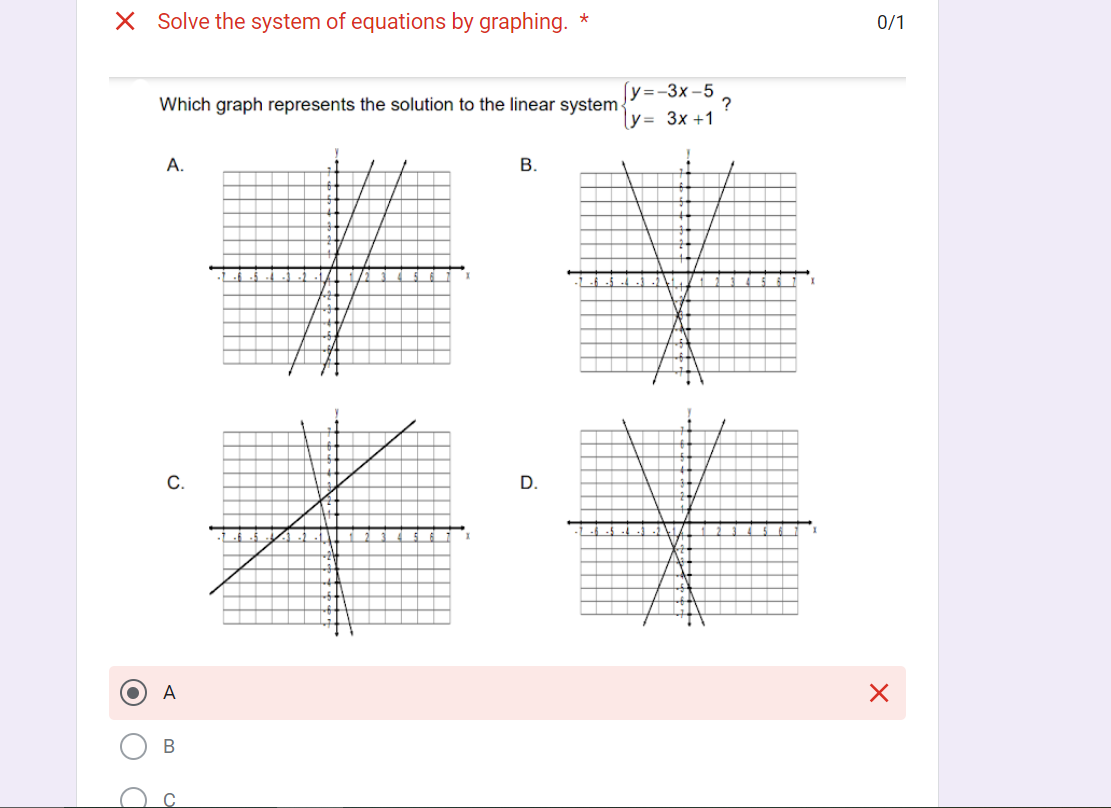 Solve the system of equations by graphing. *
0/1
Which graph represents the solution to the linear system { y = -3x - 5
y = 3x + 1 ?
A.
B.
C.
D.
A
B
C